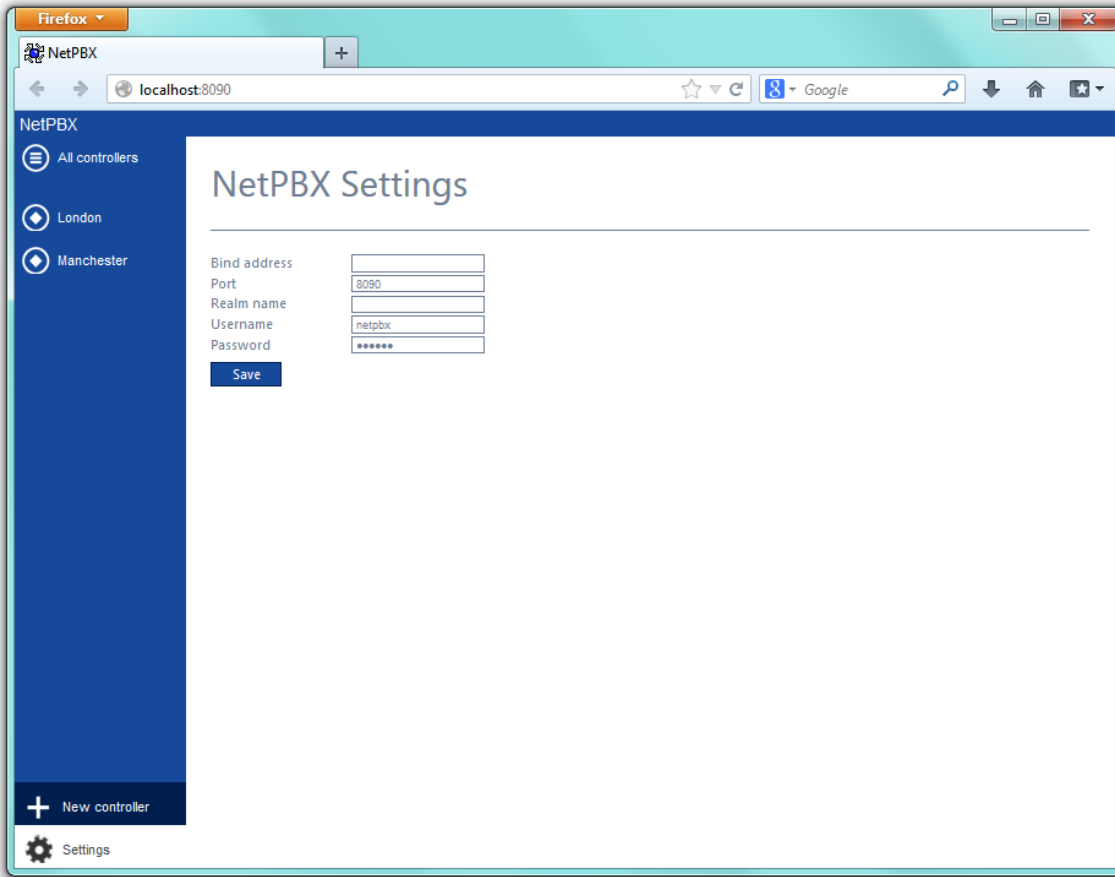 Firefox
NetPBX
localhost:8090
Google
NetPBX
All controllers
London
Manchester
NetPBX Settings
Bind address
Port 8090
Realm name
Username netpbx
Password ••••••
Save
New controller
Settings